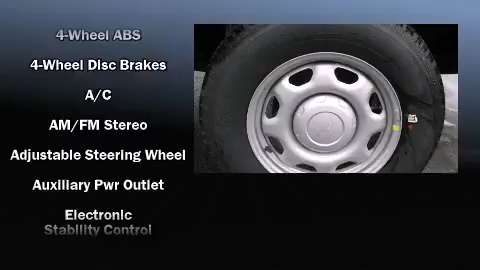 4-Wheel ABS
4-Wheel Disc Brakes
A/C
AM/FM Stereo
Adjustable Steering Wheel
Auxiliary Pwr Outlet
Electronic
Stability Control